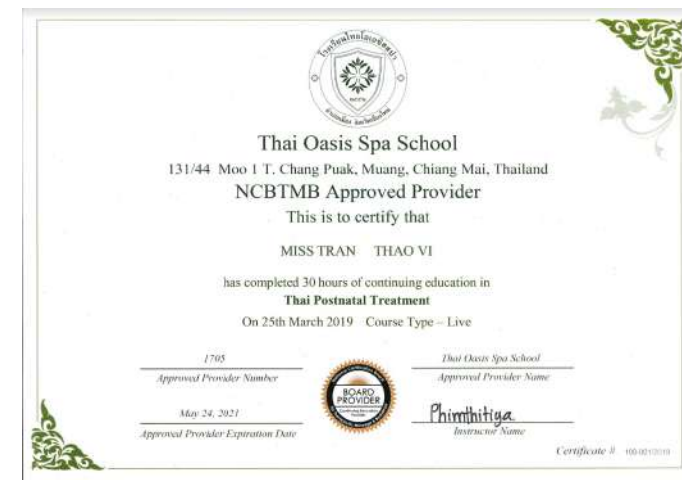 Thai Oasis Spa School
131/44 Moo 1 T. Chang Puak, Muang, Chiang Mai, Thailand
NCBTMB Approved Provider
This is to certify that
MISS TRAN THAO VI
has completed 30 hours of continuing education in
Thai Postnatal Treatment
On 25th March 2019 Course Type – Live
1705
Approved Provider Number
Thai Oasis Spa School
Approved Provider Name
BOARD
PROVIDER
May 24, 2021
Approved Provider Expiration Date
Phimthitiya
Instructor Name
Certificate # 100-001/2019